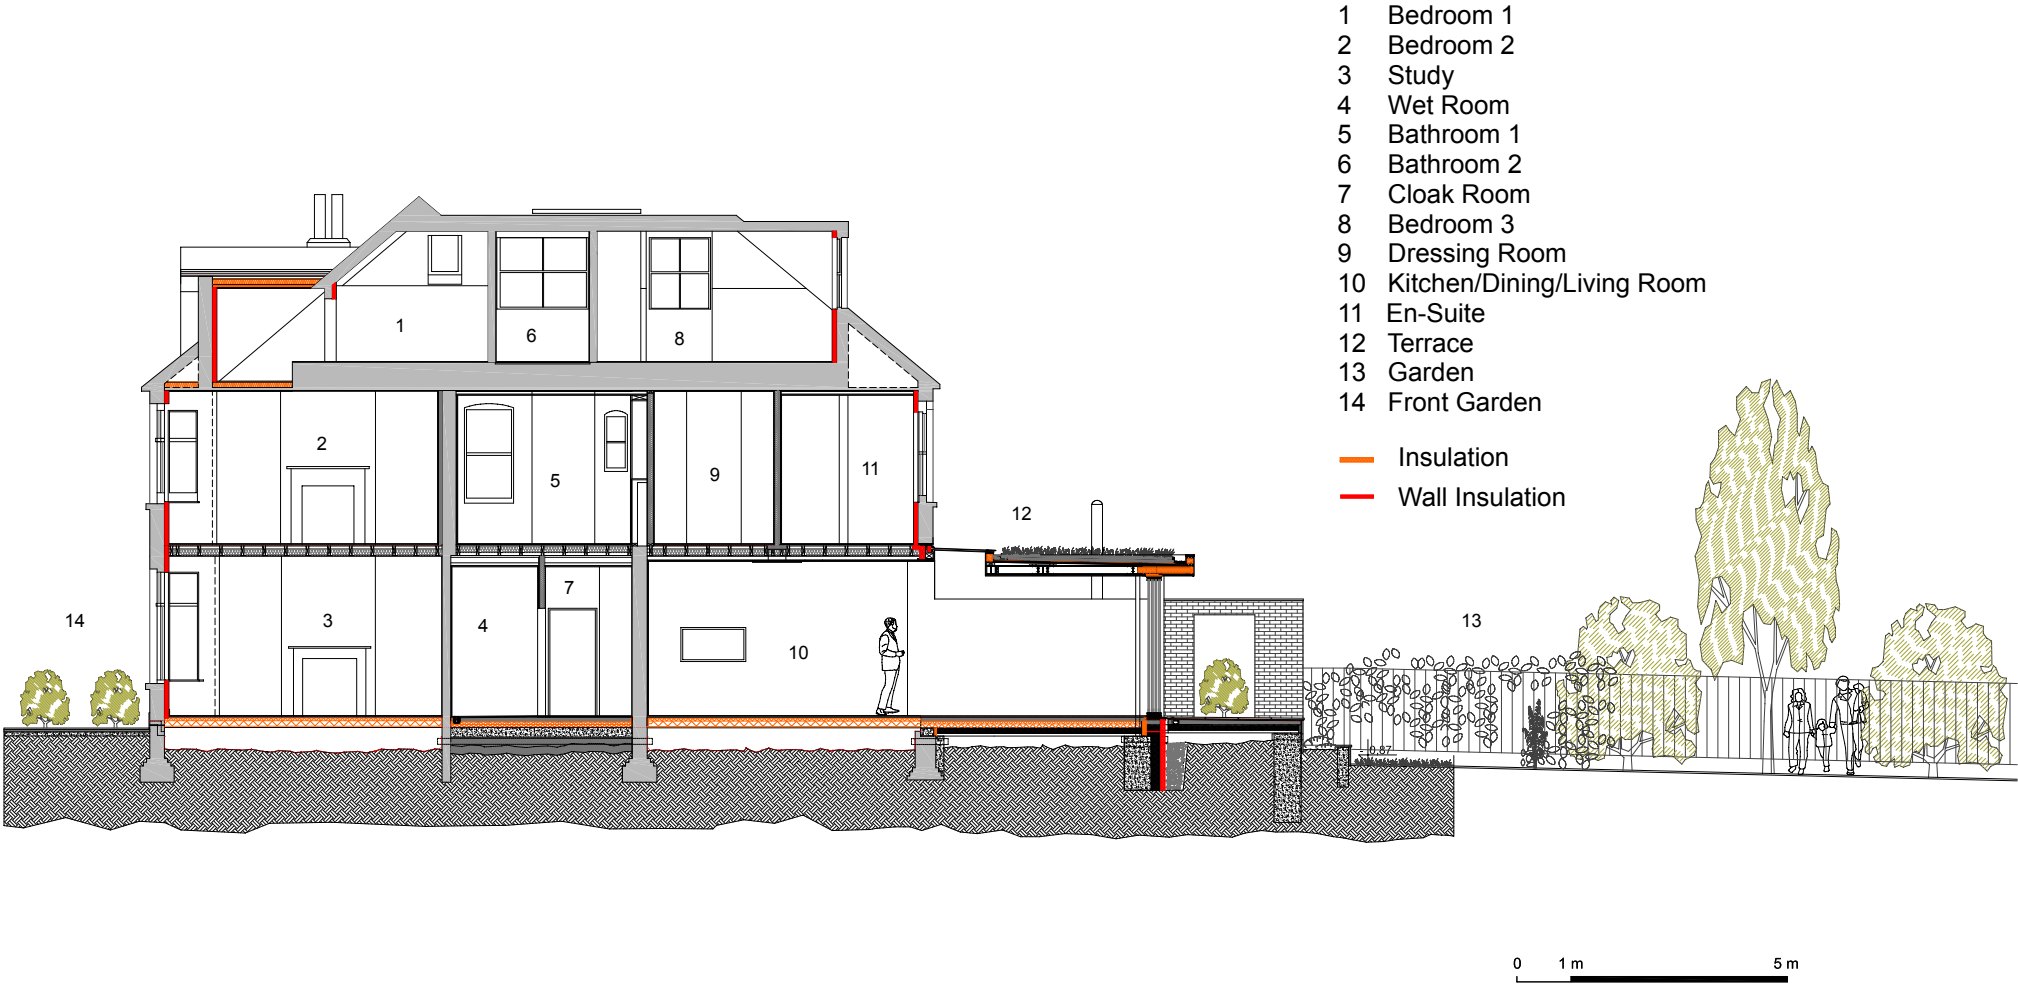 1 Bedroom 1
2 Bedroom 2
3 Study
4 Wet Room
5 Bathroom 1
6 Bathroom 2
7 Cloak Room
8 Bedroom 3
9 Dressing Room
10 Kitchen/Dining/Living Room
11 En-Suite
12 Terrace
13 Garden
14 Front Garden
Insulation
Wall Insulation
1
6
8
2
5
9
11
12
14
3
4
7
10
13
-0.87
0 1 m 5 m